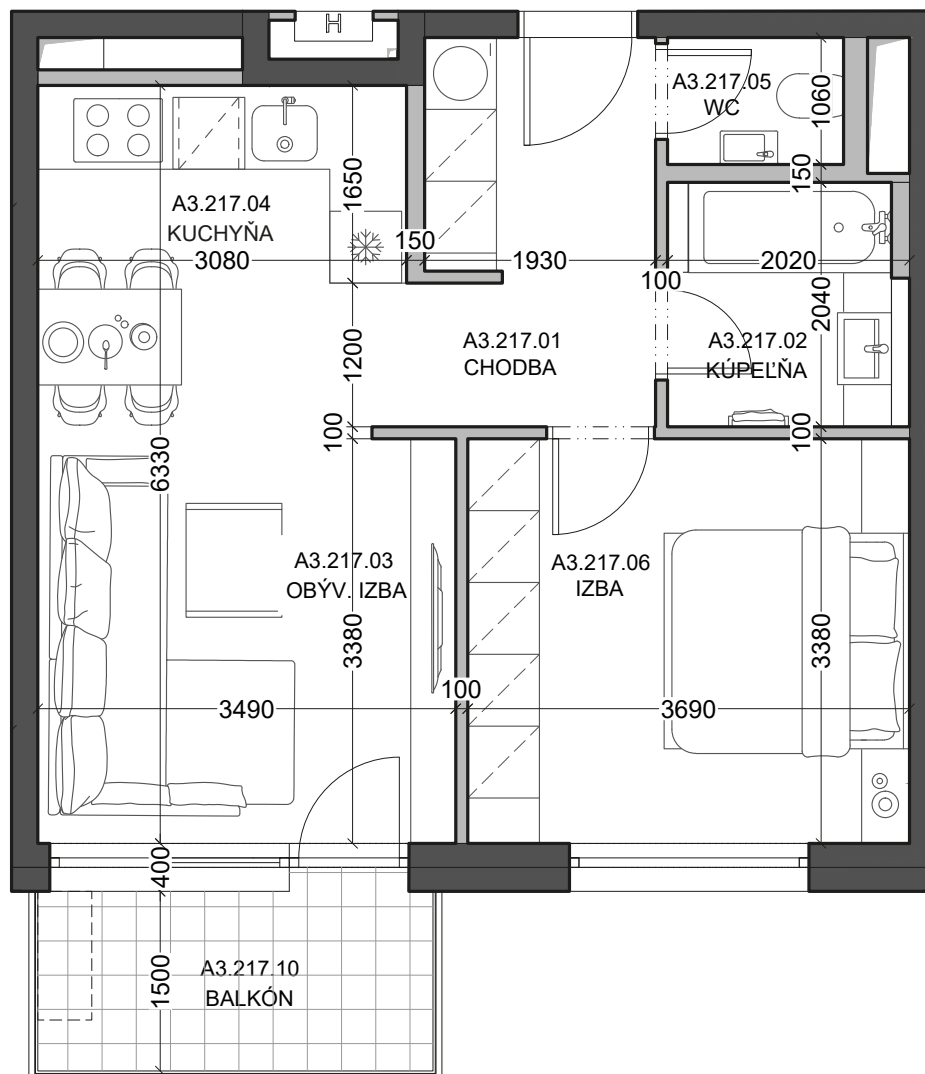 H
A3.217.05
WC
1060
150
1650
A3.217.04
KUCHYŇA
3080
150
1930
100
2020
2040
A3.217.01
CHODBA
A3.217.02
KÚPEĽŇA
1200
100
100
6330
A3.217.03
OBÝV. IZBA
A3.217.06
IZBA
3380
3380
100
3490
3690
400
1500
A3.217.10
BALKÓN